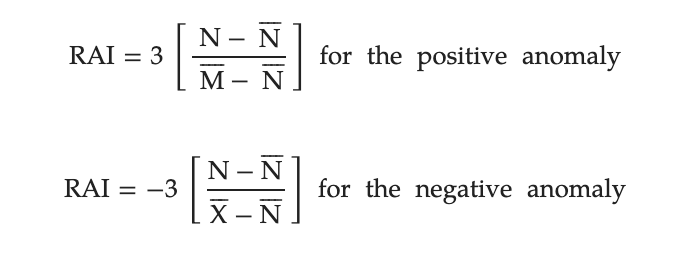 RAI = 3 [ (N − N̅) / (M̅ − N̅) ] for the positive anomaly
RAI = −3 [ (N − N̅) / (X̅ − N̅) ] for the negative anomaly